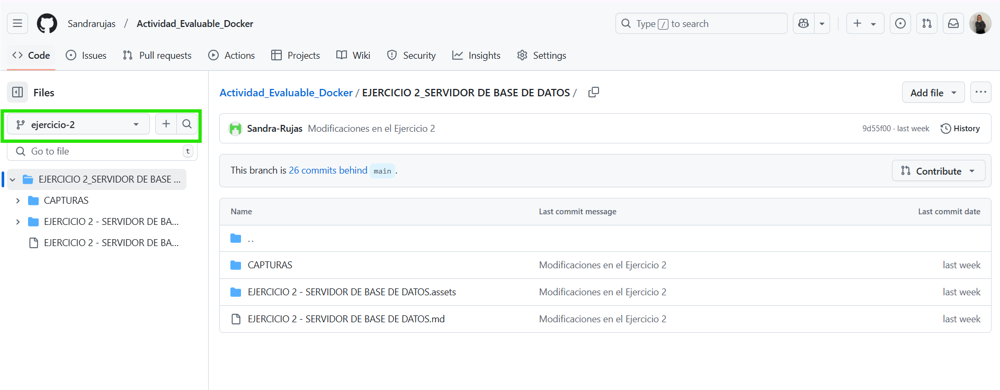 Sandrarujas / Actividad_Evaluable_Docker
Type / to search
Code Issues Pull requests Actions Projects Wiki Security Insights Settings
Files
ejercicio-2
Go to file t
EJERCICIO 2_SERVIDOR DE BASE ...
CAPTURAS
EJERCICIO 2 - SERVIDOR DE BA...
EJERCICIO 2 - SERVIDOR DE BA...
Actividad_Evaluable_Docker / EJERCICIO 2_SERVIDOR DE BASE DE DATOS /
Add file
Sandra-Rujas Modificaciones en el Ejercicio 2 9d55f00 · last week History
This branch is 26 commits behind main .
Contribute
Name Last commit message Last commit date
..
CAPTURAS Modificaciones en el Ejercicio 2 last week
EJERCICIO 2 - SERVIDOR DE BASE DE DATOS.assets Modificaciones en el Ejercicio 2 last week
EJERCICIO 2 - SERVIDOR DE BASE DE DATOS.md Modificaciones en el Ejercicio 2 last week